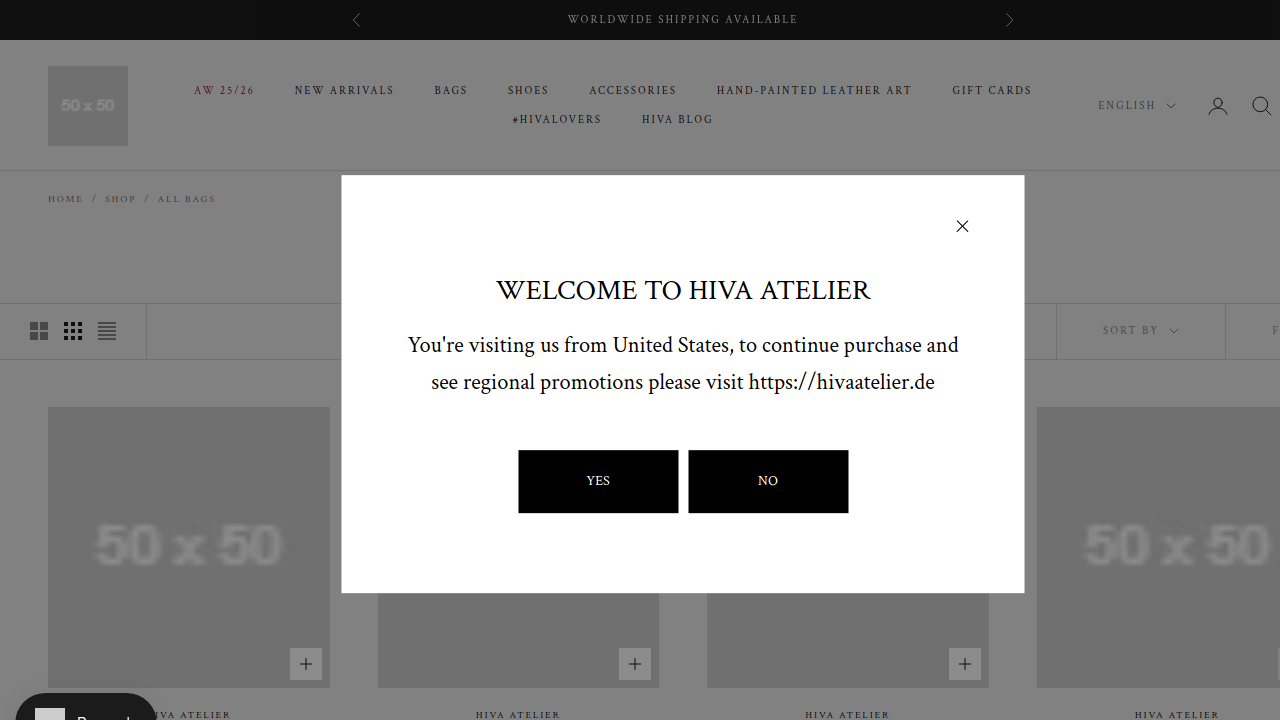 WORLDWIDE SHIPPING AVAILABLE
50 x 50
AW 25/26 NEW ARRIVALS BAGS SHOES ACCESSORIES HAND-PAINTED LEATHER ART GIFT CARDS
#HIVALOVERS HIVA BLOG
ENGLISH
HOME / SHOP / ALL BAGS
WELCOME TO HIVA ATELIER
You're visiting us from United States, to continue purchase and
see regional promotions please visit https://hivaatelier.de
YES NO
SORT BY
50 x 50
50 x 50
HIVA ATELIER
HIVA ATELIER
HIVA ATELIER
HIVA ATELIER